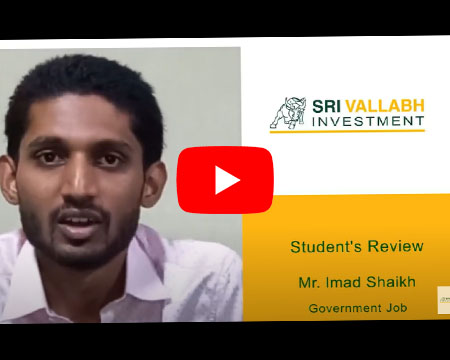 SRI VALLABH
INVESTMENT
Student's Review
Mr. Imad Shaikh
Government Job